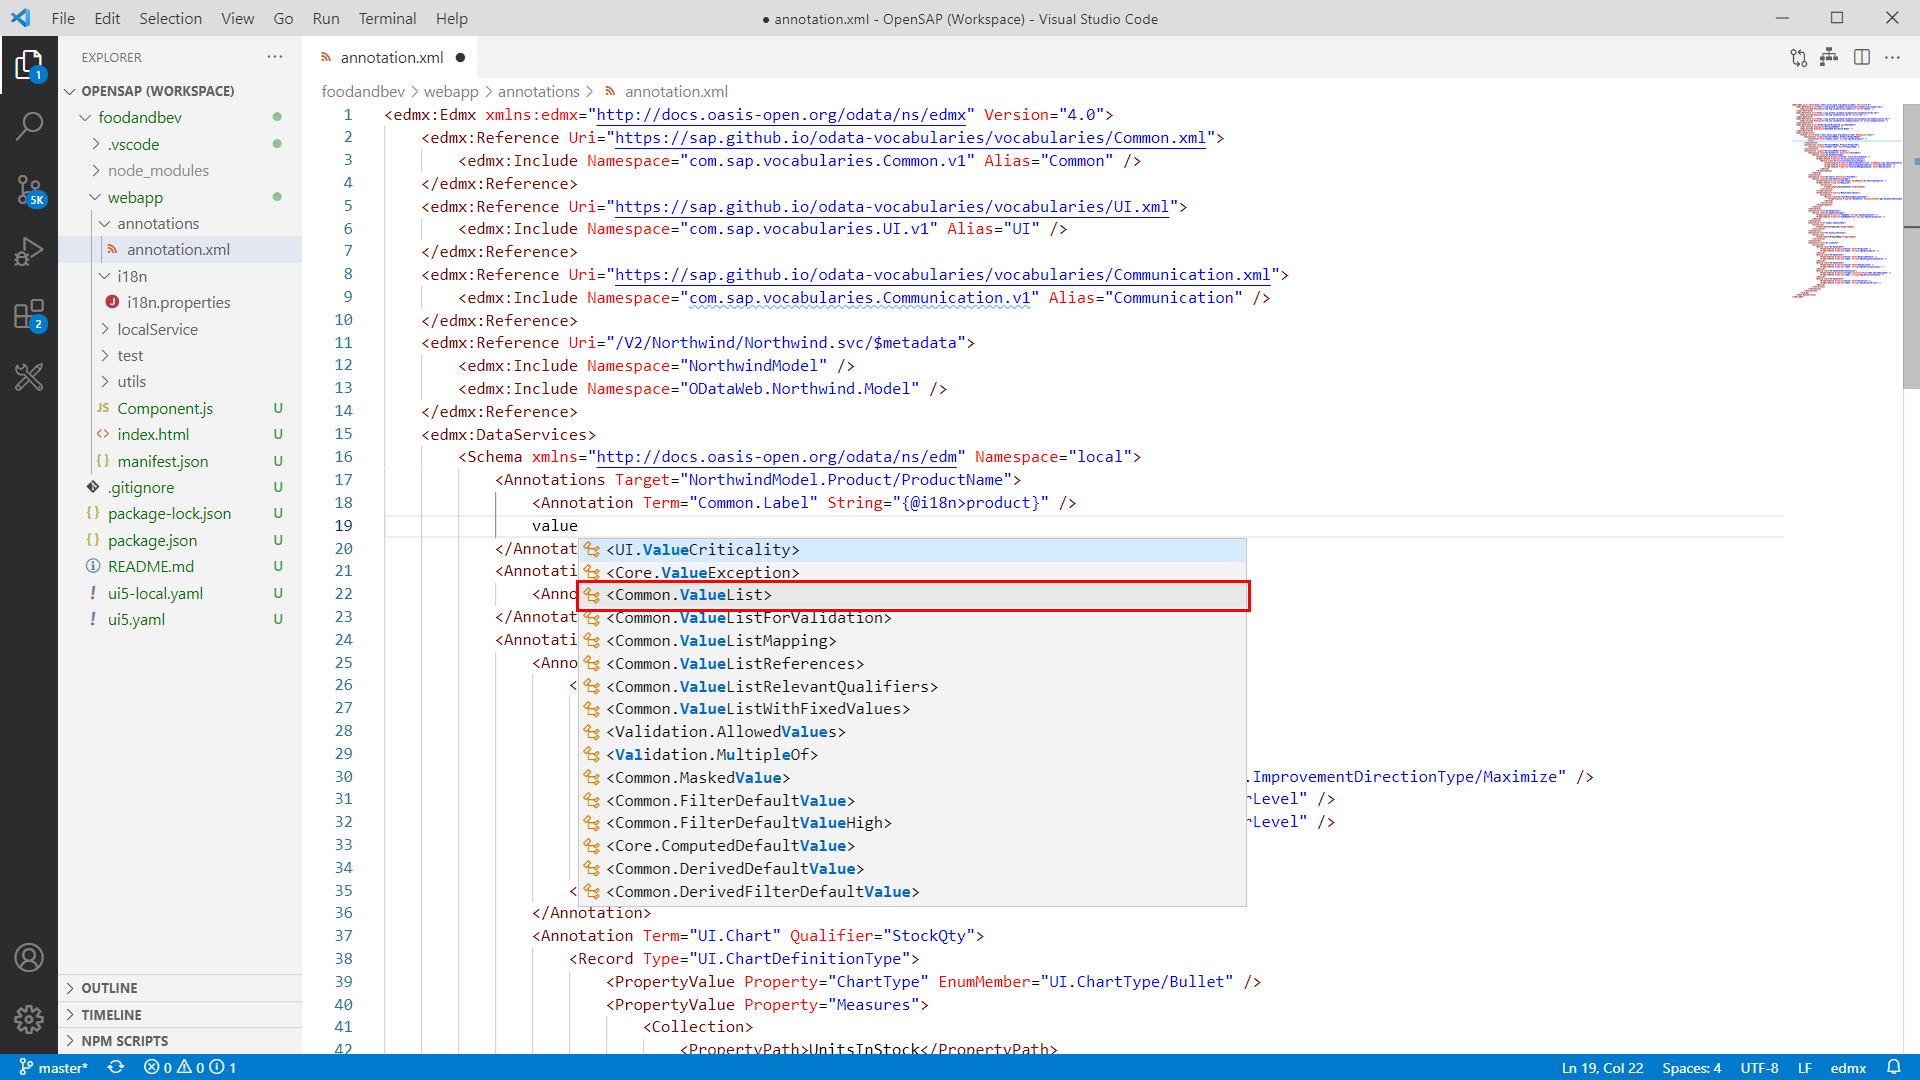 File Edit Selection View Go Run Terminal Help
● annotation.xml - OpenSAP (Workspace) - Visual Studio Code
EXPLORER
OPENSAP (WORKSPACE)
foodandbev
.vscode
node_modules
webapp
annotations
annotation.xml
i18n
i18n.properties
localService
test
utils
JS Component.js U
<> index.html U
{} manifest.json U
.gitignore U
{} package-lock.json U
{} package.json U
README.md U
! ui5-local.yaml U
! ui5.yaml U
OUTLINE
TIMELINE
NPM SCRIPTS
1
5K
2
annotation.xml ●
foodandbev > webapp > annotations > annotation.xml
1 <edmx:Edmx xmlns:edmx="http://docs.oasis-open.org/odata/ns/edmx" Version="4.0">
2 <edmx:Reference Uri="https://sap.github.io/odata-vocabularies/vocabularies/Common.xml">
3 <edmx:Include Namespace="com.sap.vocabularies.Common.v1" Alias="Common" />
4 </edmx:Reference>
5 <edmx:Reference Uri="https://sap.github.io/odata-vocabularies/vocabularies/UI.xml">
6 <edmx:Include Namespace="com.sap.vocabularies.UI.v1" Alias="UI" />
7 </edmx:Reference>
8 <edmx:Reference Uri="https://sap.github.io/odata-vocabularies/vocabularies/Communication.xml">
9 <edmx:Include Namespace="com.sap.vocabularies.Communication.v1" Alias="Communication" />
10 </edmx:Reference>
11 <edmx:Reference Uri="/V2/Northwind/Northwind.svc/$metadata">
12 <edmx:Include Namespace="NorthwindModel" />
13 <edmx:Include Namespace="ODataWeb.Northwind.Model" />
14 </edmx:Reference>
15 <edmx:DataServices>
16 <Schema xmlns="http://docs.oasis-open.org/odata/ns/edm" Namespace="local">
17 <Annotations Target="NorthwindModel.Product/ProductName">
18 <Annotation Term="Common.Label" String="{@i18n>product}" />
19 value
20 </Annotat <UI.ValueCriticality>
21 <Annotati <Core.ValueException>
22 <Anno <Common.ValueList>
23 </Annotat <Common.ValueListForValidation>
24 <Annotati <Common.ValueListMapping>
25 <Anno <Common.ValueListReferences>
26 < <Common.ValueListRelevantQualifiers>
27 <Common.ValueListWithFixedValues>
28 <Validation.AllowedValues>
29 <Validation.MultipleOf>
30 <Common.MaskedValue> .ImprovementDirectionType/Maximize" />
31 <Common.FilterDefaultValue> rLevel" />
32 <Common.FilterDefaultValueHigh> rLevel" />
33 <Core.ComputedDefaultValue>
34 <Common.DerivedDefaultValue>
35 < <Common.DerivedFilterDefaultValue>
36 </Annotation>
37 <Annotation Term="UI.Chart" Qualifier="StockQty">
38 <Record Type="UI.ChartDefinitionType">
39 <PropertyValue Property="ChartType" EnumMember="UI.ChartType/Bullet" />
40 <PropertyValue Property="Measures">
41 <Collection>
42 <PropertyPath>UnitsInStock</PropertyPath>
master* 0 0 1 Ln 19, Col 22 Spaces: 4 UTF-8 LF edmx